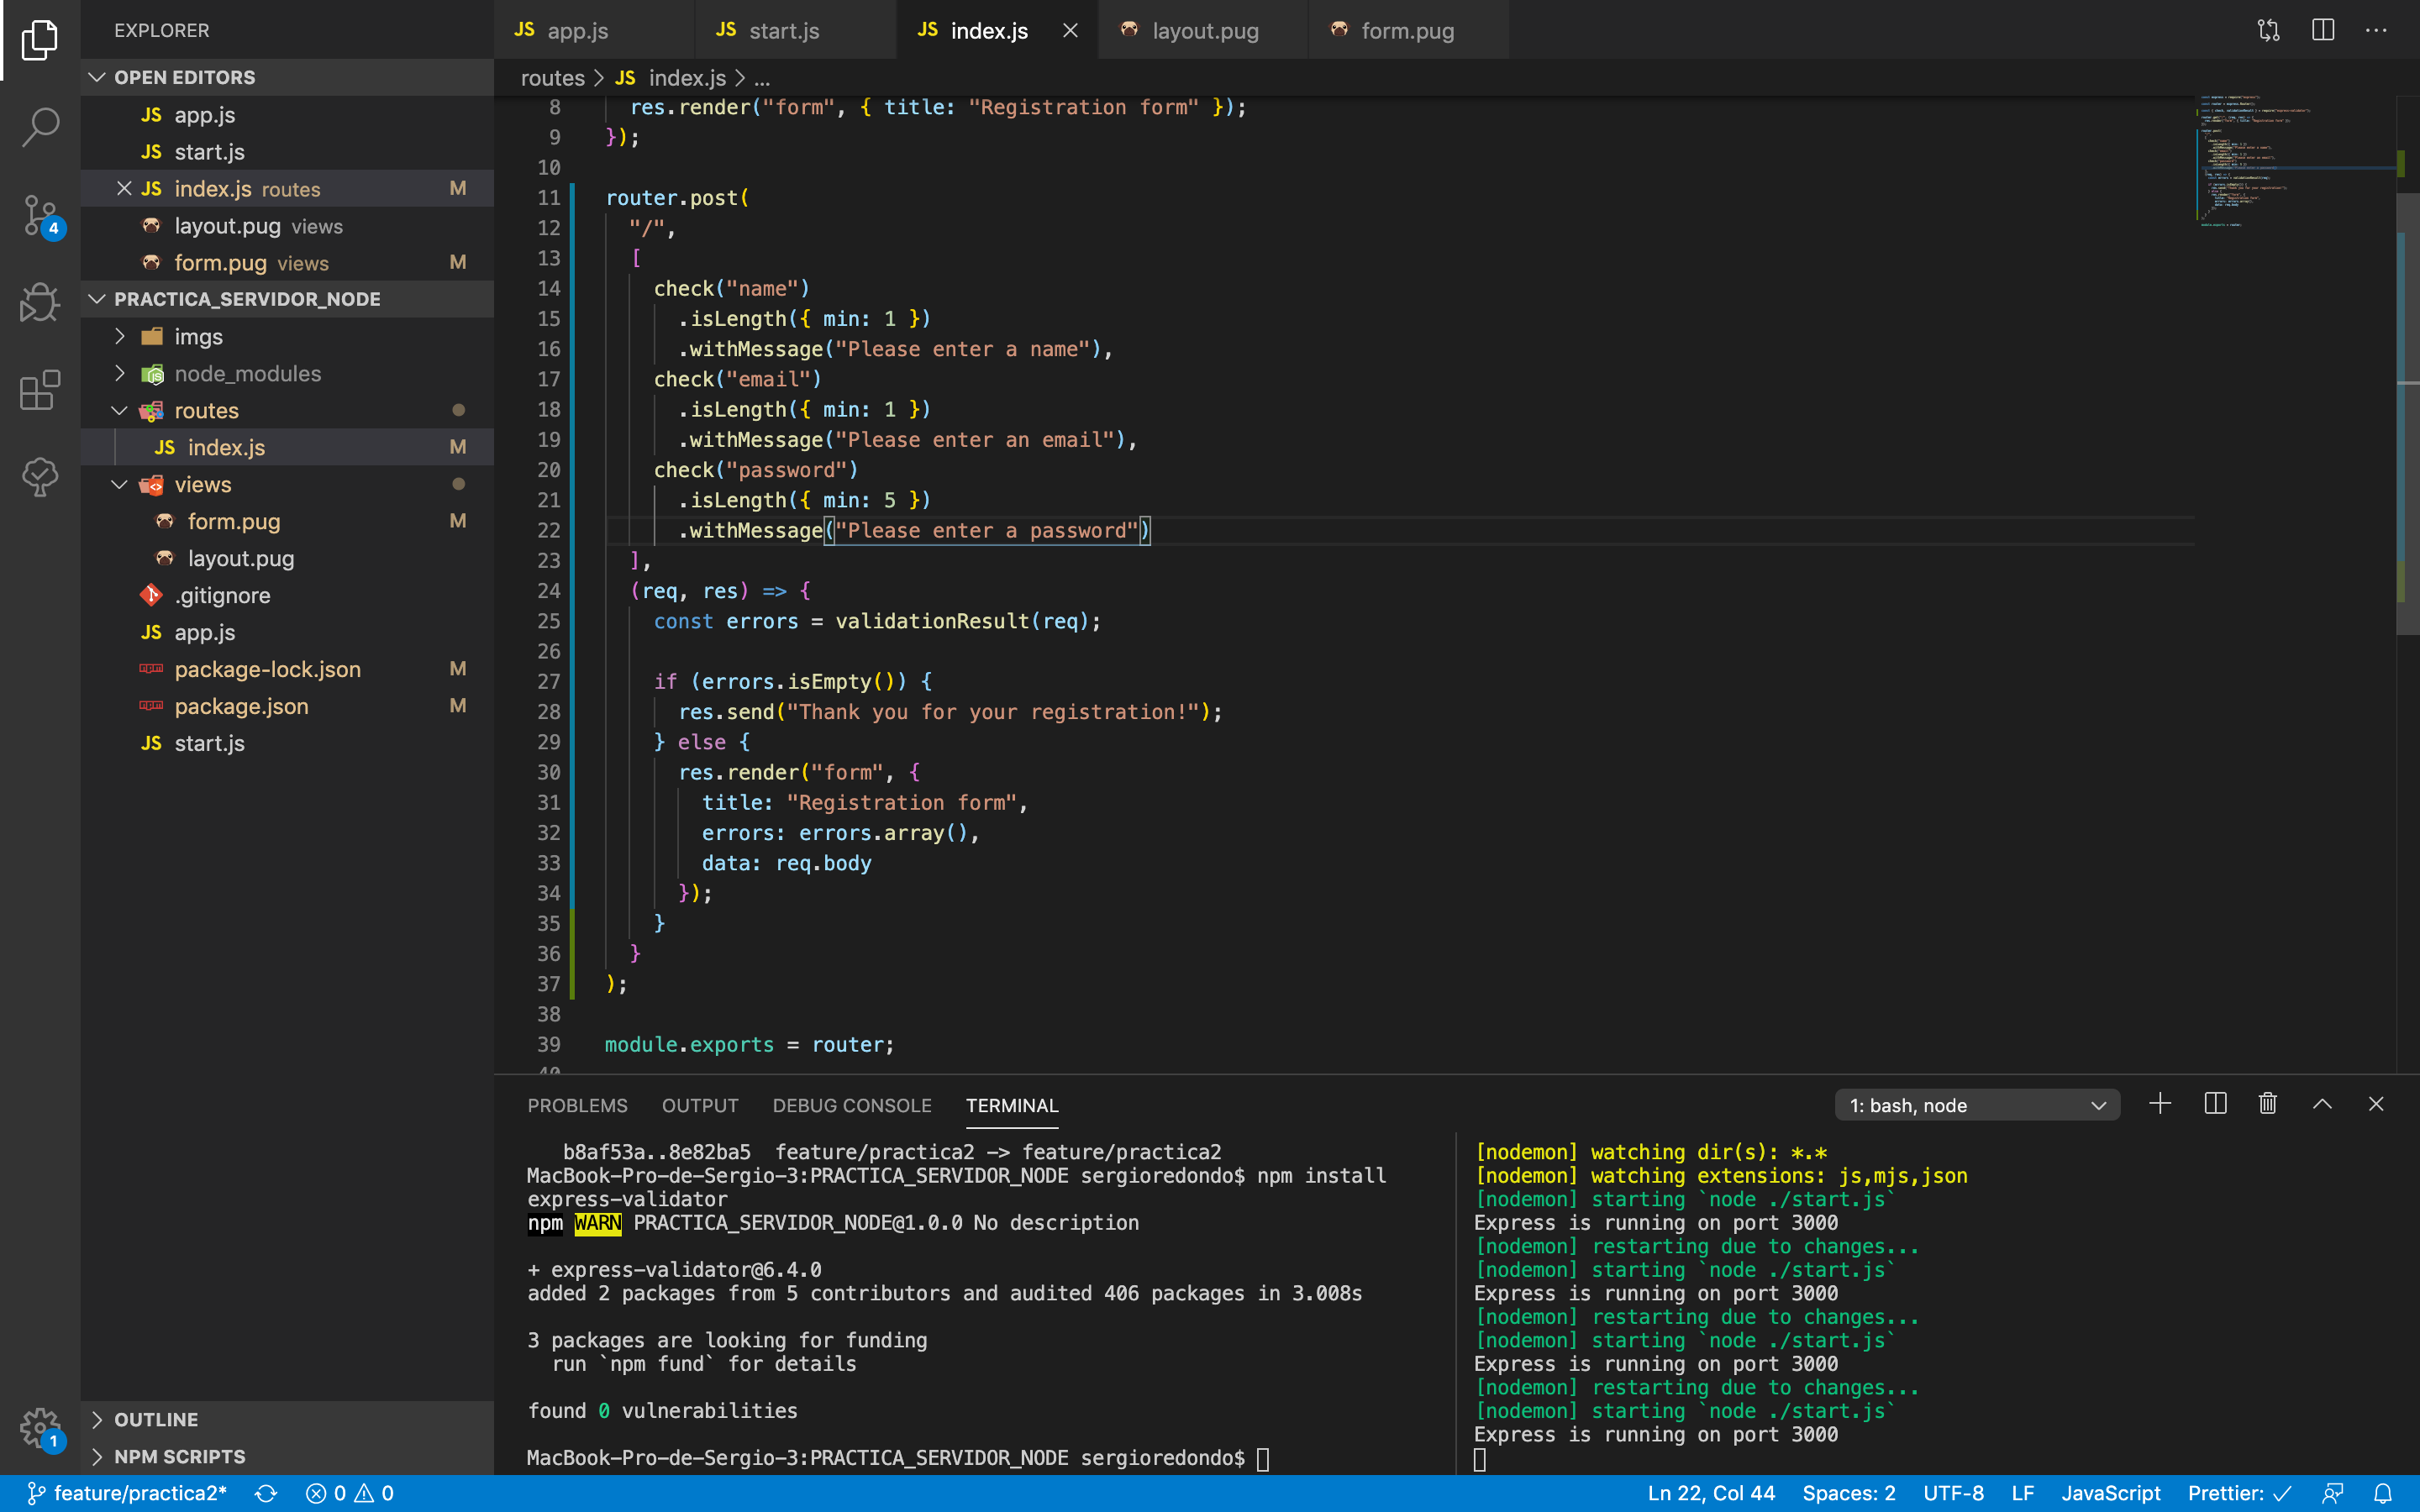 EXPLORER
OPEN EDITORS
JS app.js
JS start.js
JS index.js routes M
layout.pug views
form.pug views M
PRACTICA_SERVIDOR_NODE
imgs
node_modules
routes
JS index.js M
views
form.pug M
layout.pug
.gitignore
JS app.js
package-lock.json M
package.json M
JS start.js
OUTLINE
NPM SCRIPTS
4
1
JS app.js
JS start.js
JS index.js
layout.pug
form.pug
routes > JS index.js > ...
8 res.render("form", { title: "Registration form" });
9 });
10
11 router.post(
12 "/",
13 [
14 check("name")
15 .isLength({ min: 1 })
16 .withMessage("Please enter a name"),
17 check("email")
18 .isLength({ min: 1 })
19 .withMessage("Please enter an email"),
20 check("password")
21 .isLength({ min: 5 })
22 .withMessage("Please enter a password")
23 ],
24 (req, res) => {
25 const errors = validationResult(req);
26
27 if (errors.isEmpty()) {
28 res.send("Thank you for your registration!");
29 } else {
30 res.render("form", {
31 title: "Registration form",
32 errors: errors.array(),
33 data: req.body
34 });
35 }
36 }
37 );
38
39 module.exports = router;
40
PROBLEMS OUTPUT DEBUG CONSOLE TERMINAL
1: bash, node
b8af53a..8e82ba5 feature/practica2 -> feature/practica2
MacBook-Pro-de-Sergio-3:PRACTICA_SERVIDOR_NODE sergioredondo$ npm install
express-validator
npm WARN PRACTICA_SERVIDOR_NODE@1.0.0 No description
+ express-validator@6.4.0
added 2 packages from 5 contributors and audited 406 packages in 3.008s
3 packages are looking for funding
run `npm fund` for details
found 0 vulnerabilities
MacBook-Pro-de-Sergio-3:PRACTICA_SERVIDOR_NODE sergioredondo$
[nodemon] watching dir(s): *.*
[nodemon] watching extensions: js,mjs,json
[nodemon] starting `node ./start.js`
Express is running on port 3000
[nodemon] restarting due to changes...
[nodemon] starting `node ./start.js`
Express is running on port 3000
[nodemon] restarting due to changes...
[nodemon] starting `node ./start.js`
Express is running on port 3000
[nodemon] restarting due to changes...
[nodemon] starting `node ./start.js`
Express is running on port 3000
feature/practica2* 0 0
Ln 22, Col 44 Spaces: 2 UTF-8 LF JavaScript Prettier: ✓